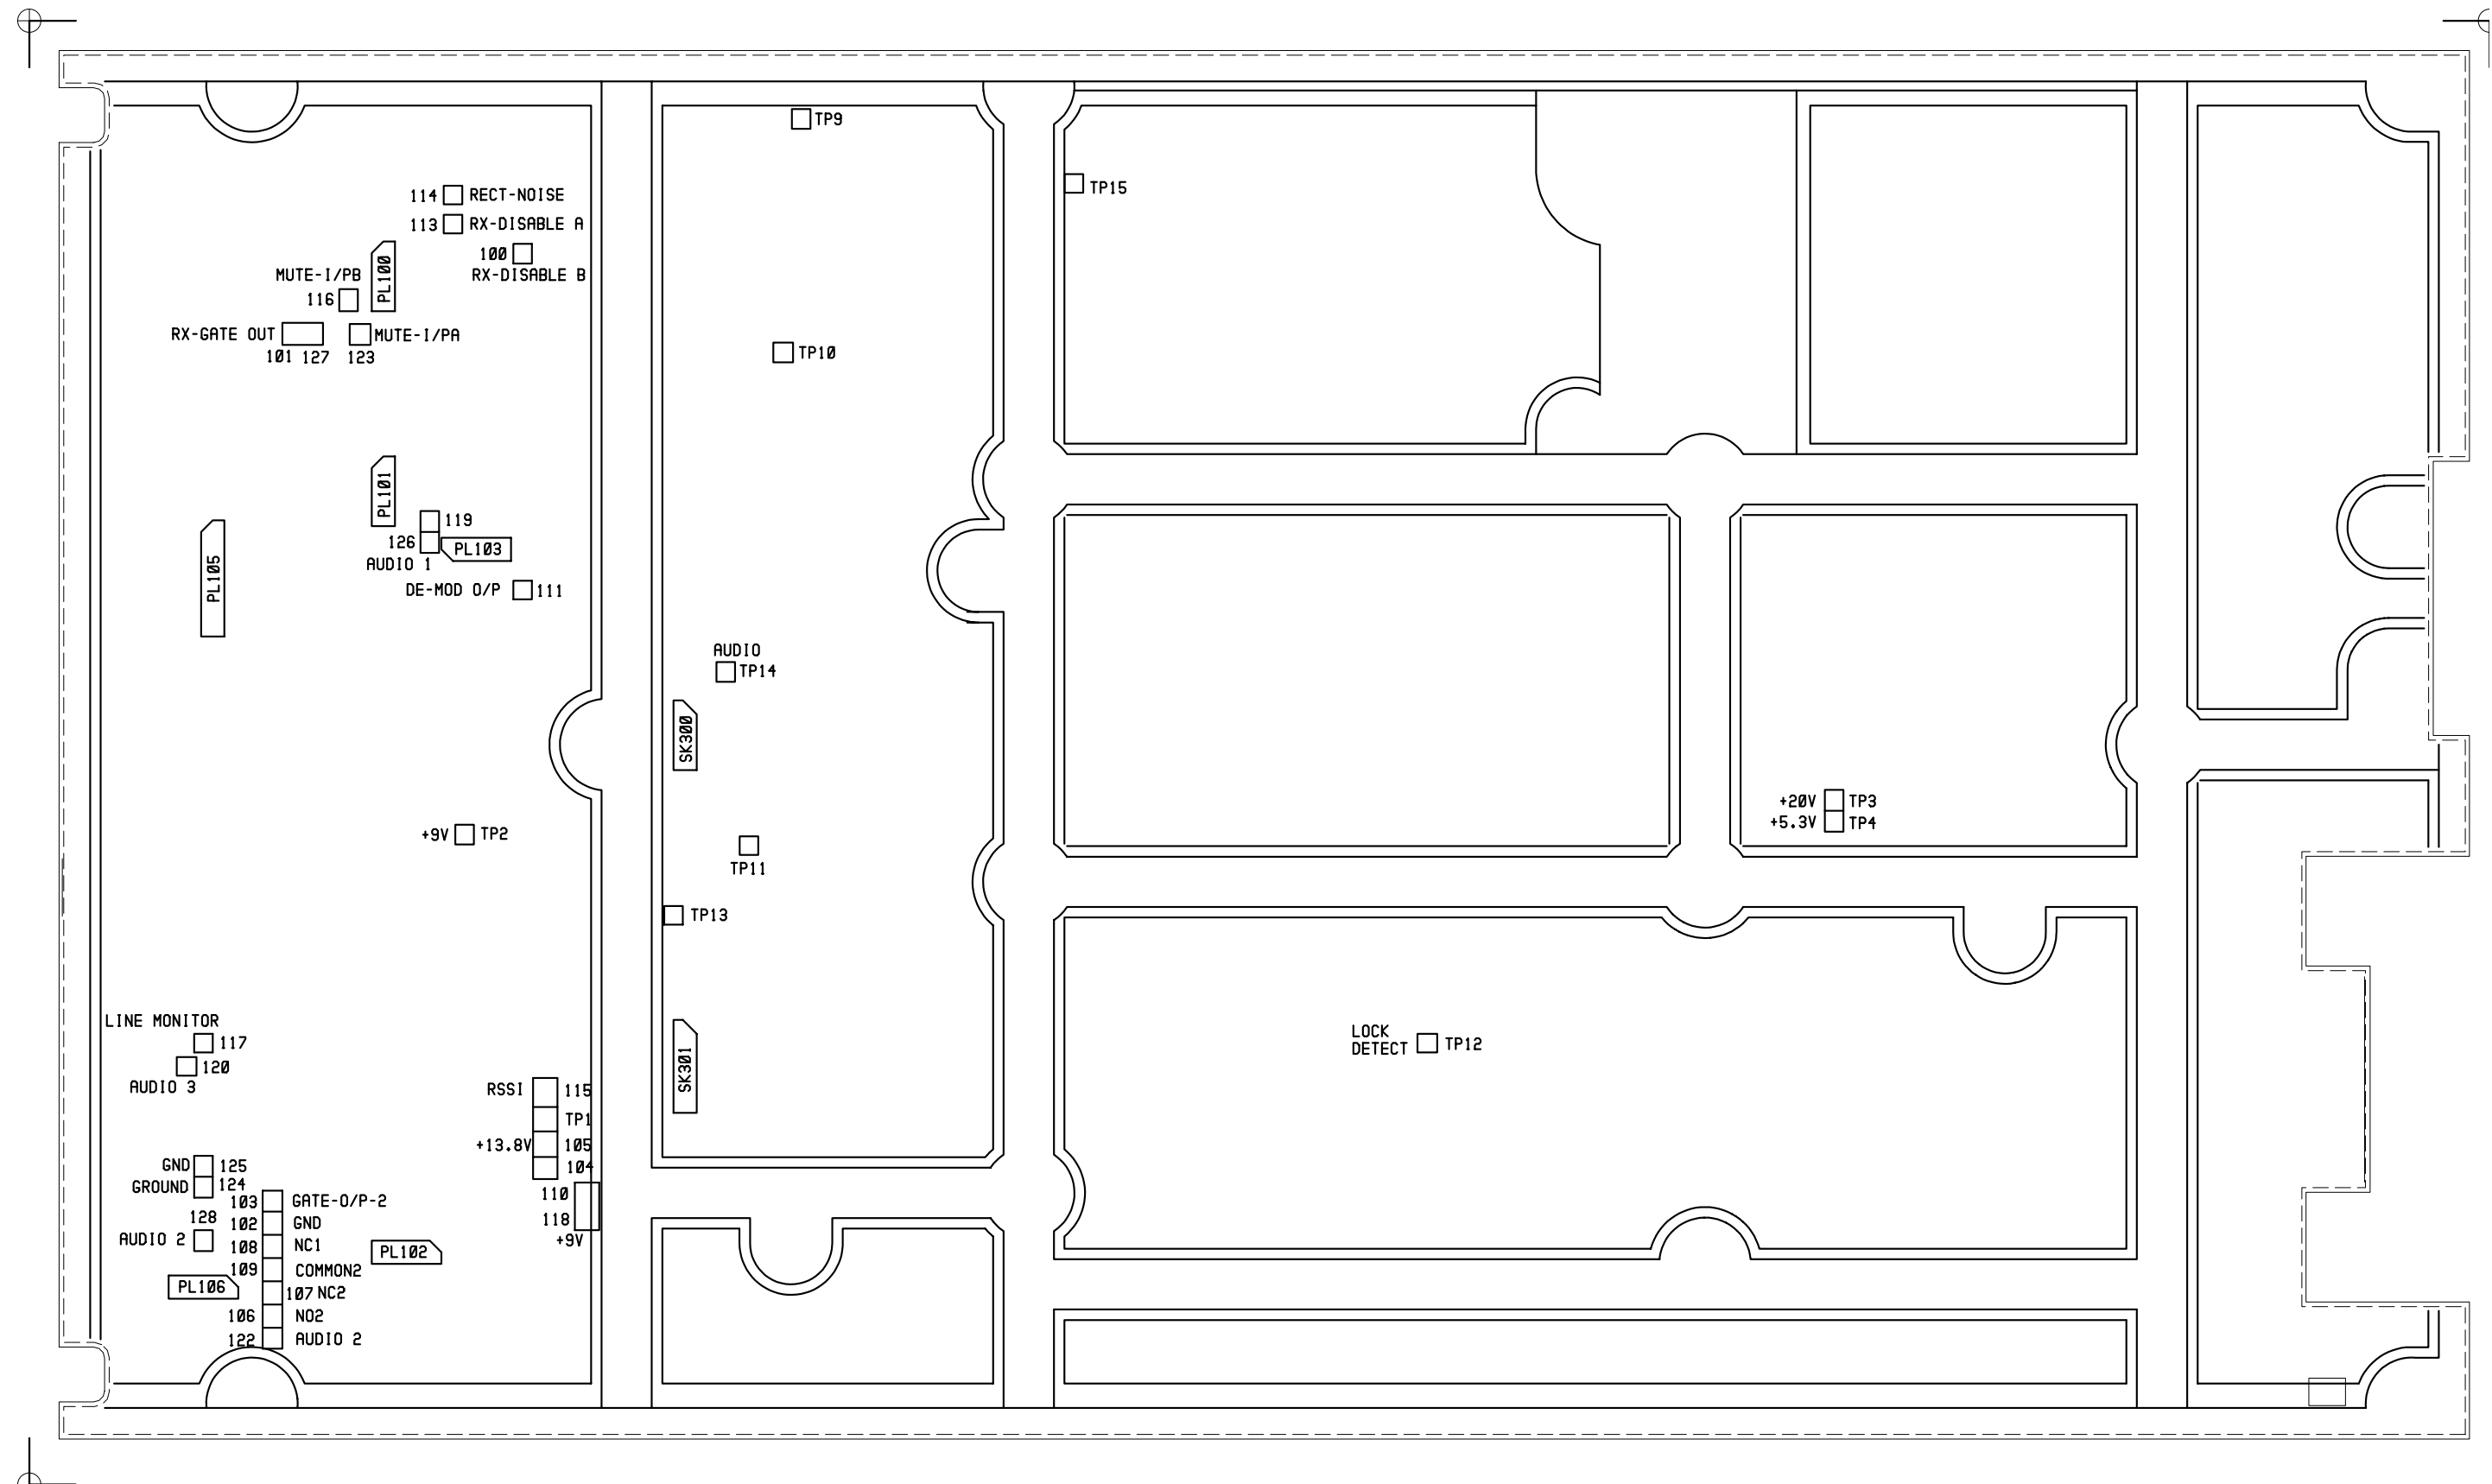 TP9
TP15
114 RECT-NOISE
113 RX-DISABLE A
100
RX-DISABLE B
MUTE-I/PB
PL100
116
RX-GATE OUT
MUTE-I/PA
101 127 123
TP10
PL101
119
126
PL103
AUDIO 1
PL105
DE-MOD O/P 111
AUDIO
TP14
SK300
+20V TP3
+5.3V TP4
+9V TP2
TP11
TP13
LINE MONITOR
117
120
AUDIO 3
LOCK
DETECT TP12
SK301
RSSI 115
TP1
+13.8V 105
104
110
118
+9V
GND 125
GROUND 124
103 GATE-O/P-2
128
102 GND
AUDIO 2
108 NC1
PL102
109 COMMON2
PL106
107 NC2
106 NO2
122 AUDIO 2